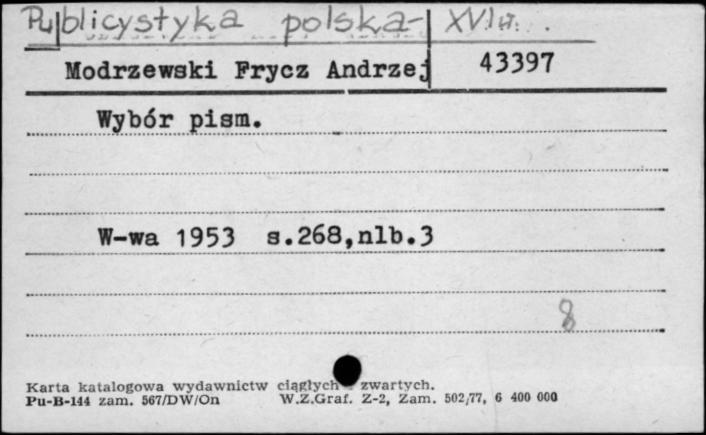 Publicystyka polska- XVI w.
Modrzewski Frycz Andrzej 43397
Wybór pism.
W-wa 1953 s.268,nlb.3
8
Karta katalogowa wydawnictw ciągłych zwartych.
Pu-B-144 zam. 567/DW/On W.Z.Graf. Z-2, Zam. 502/77, 6 400 000